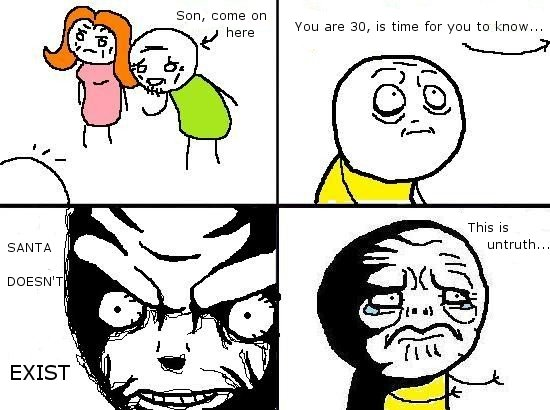 Son, come on
here
You are 30, is time for you to know...
SANTA
DOESN'T
EXIST
This is
untruth...